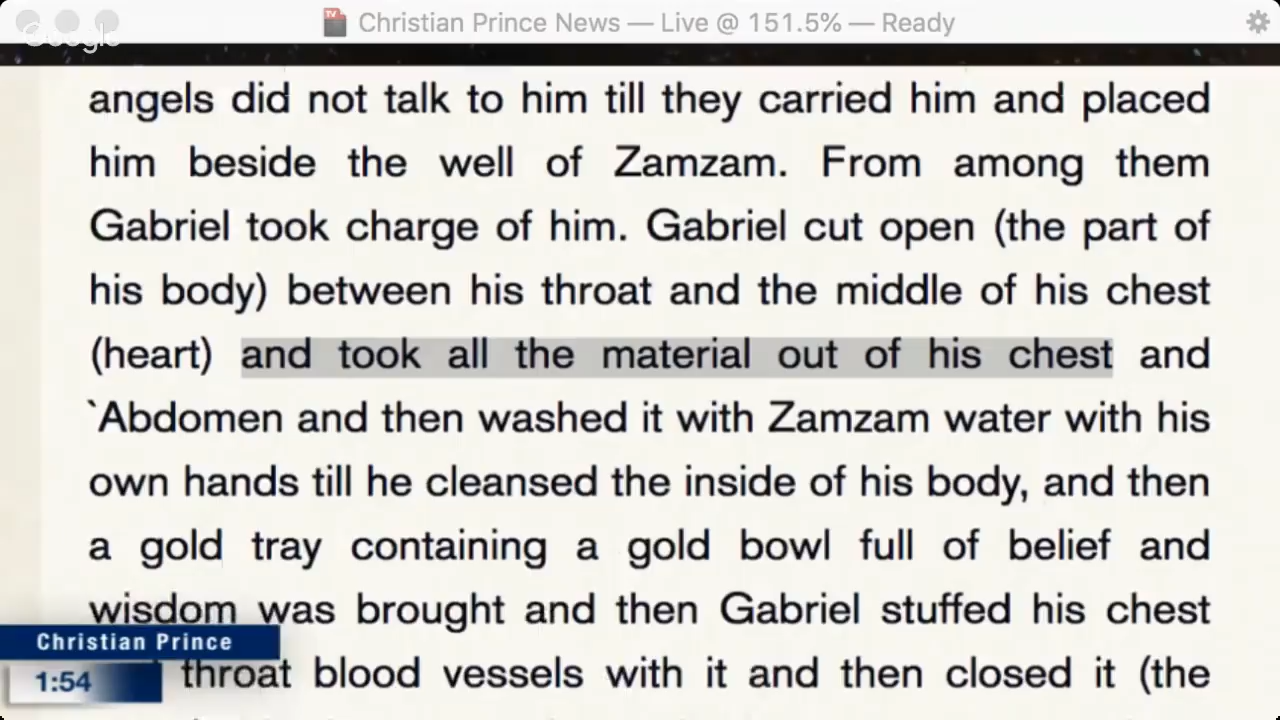 Christian Prince News — Live @ 151.5% — Ready
Google
angels did not talk to him till they carried him and placed
him beside the well of Zamzam. From among them
Gabriel took charge of him. Gabriel cut open (the part of
his body) between his throat and the middle of his chest
(heart) and took all the material out of his chest and
`Abdomen and then washed it with Zamzam water with his
own hands till he cleansed the inside of his body, and then
a gold tray containing a gold bowl full of belief and
wisdom was brought and then Gabriel stuffed his chest
throat blood vessels with it and then closed it (the
Christian Prince
1:54